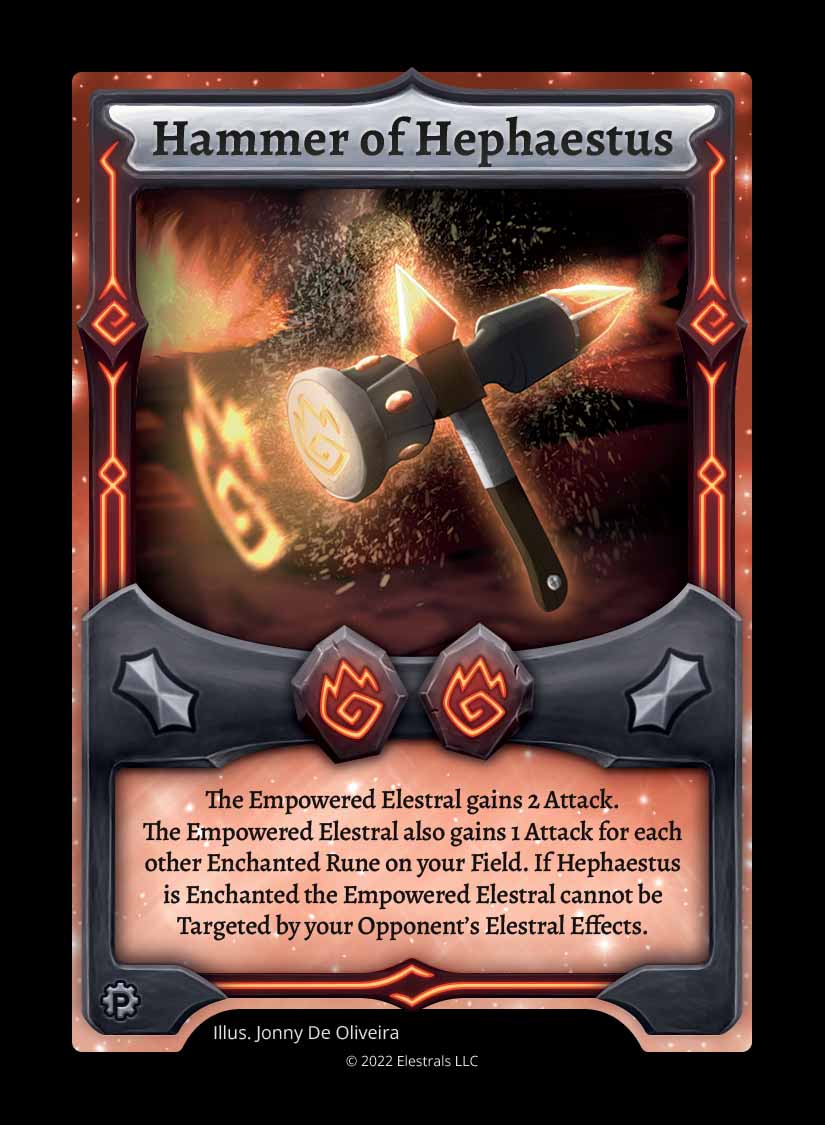 Hammer of Hephaestus
The Empowered Elestral gains 2 Attack.
The Empowered Elestral also gains 1 Attack for each
other Enchanted Rune on your Field. If Hephaestus
is Enchanted the Empowered Elestral cannot be
Targeted by your Opponent's Elestral Effects.
P
Illus. Jonny De Oliveira
© 2022 Elestrals LLC